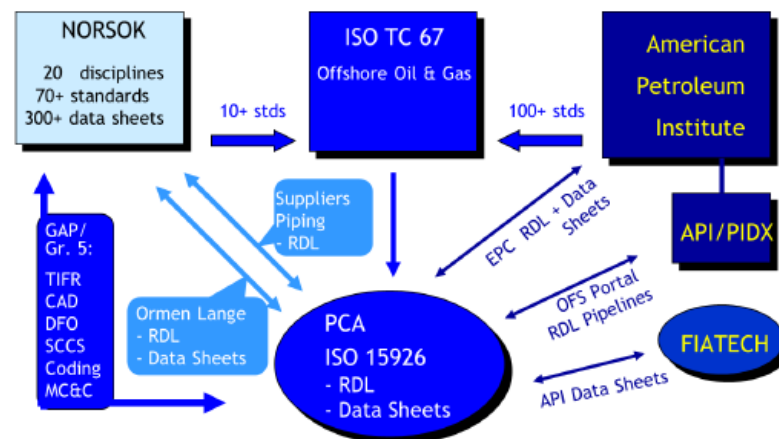 NORSOK
20 disciplines
70+ standards
300+ data sheets
10+ stds
ISO TC 67
Offshore Oil & Gas
100+ stds
American
Petroleum
Institute
API/PIDX
GAP/
Gr. 5:
TIFR
CAD
DFO
SCCS
Coding
MC&C
Suppliers
Piping
- RDL
Ormen Lange
- RDL
- Data Sheets
PCA
ISO 15926
- RDL
- Data Sheets
EPC RDL + Data
Sheets
OFS Portal
RDL Pipelines
API Data Sheets
FIATECH